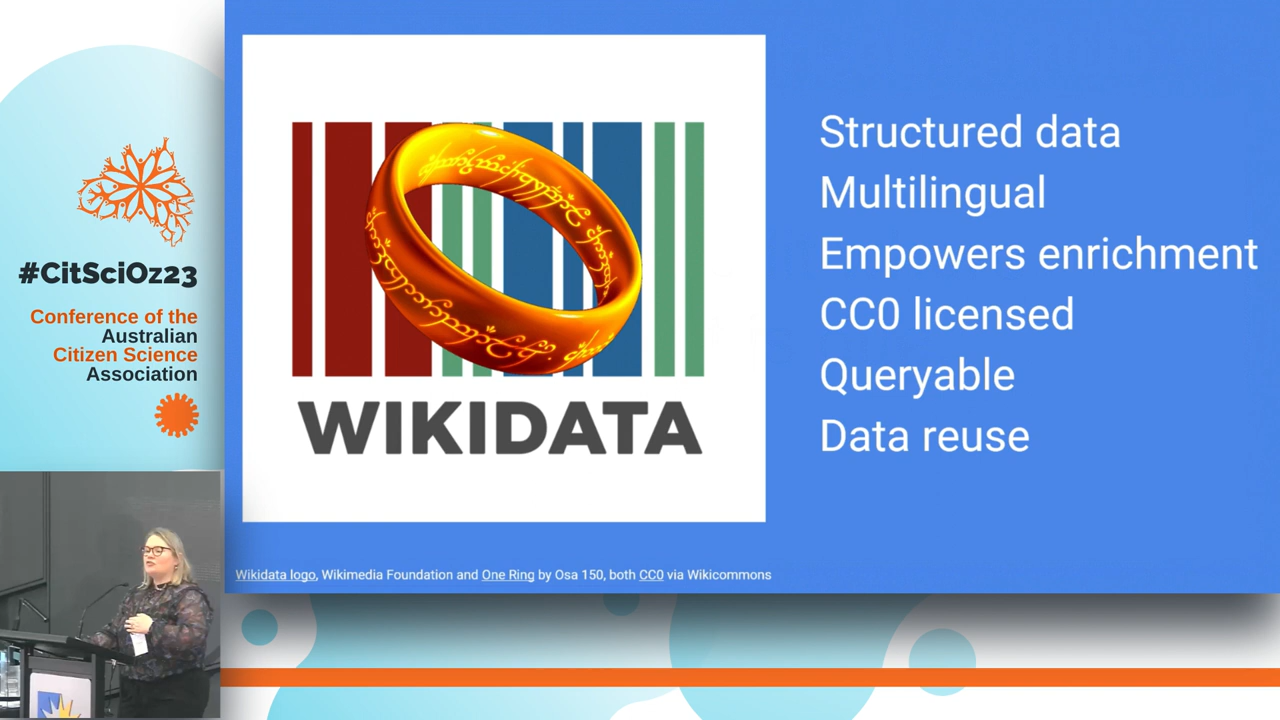 #CitSciOz23
Conference of the
Australian
Citizen Science
Association
WIKIDATA
Structured data
Multilingual
Empowers enrichment
CC0 licensed
Queryable
Data reuse
Wikidata logo, Wikimedia Foundation and One Ring by Osa 150, both CC0 via Wikicommons